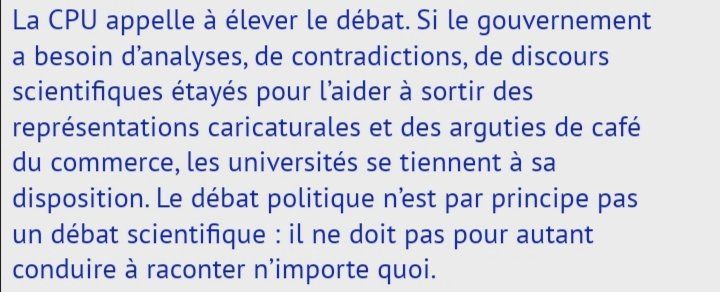 La CPU appelle à élever le débat. Si le gouvernement
a besoin d’analyses, de contradictions, de discours
scientifiques étayés pour l’aider à sortir des
représentations caricaturales et des arguties de café
du commerce, les universités se tiennent à sa
disposition. Le débat politique n’est par principe pas
un débat scientifique : il ne doit pas pour autant
conduire à raconter n’importe quoi.